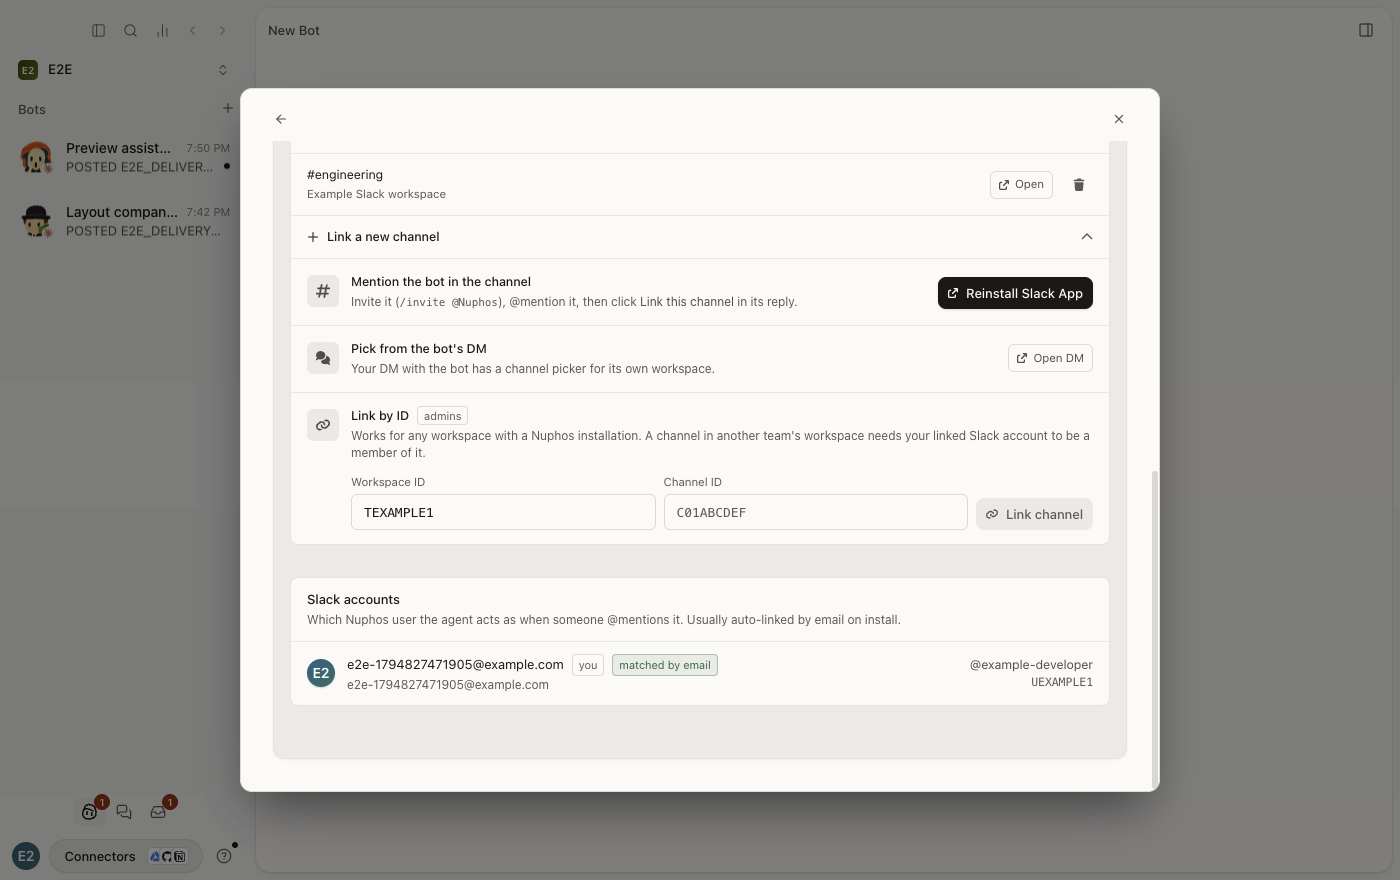 New Bot
E2 E2E
Bots
Preview assist... 7:50 PM
POSTED E2E_DELIVER...
Layout compan... 7:42 PM
POSTED E2E_DELIVERY...
#engineering
Example Slack workspace
Open
Link a new channel
Mention the bot in the channel
Invite it (/invite @Nuphos), @mention it, then click Link this channel in its reply.
Reinstall Slack App
Pick from the bot's DM
Your DM with the bot has a channel picker for its own workspace.
Open DM
Link by ID admins
Works for any workspace with a Nuphos installation. A channel in another team's workspace needs your linked Slack account to be a
member of it.
Workspace ID
Channel ID
TEXAMPLE1
C01ABCDEF
Link channel
Slack accounts
Which Nuphos user the agent acts as when someone @mentions it. Usually auto-linked by email on install.
E2
e2e-1794827471905@example.com you matched by email
e2e-1794827471905@example.com
@example-developer
UEXAMPLE1
1
1
E2
Connectors